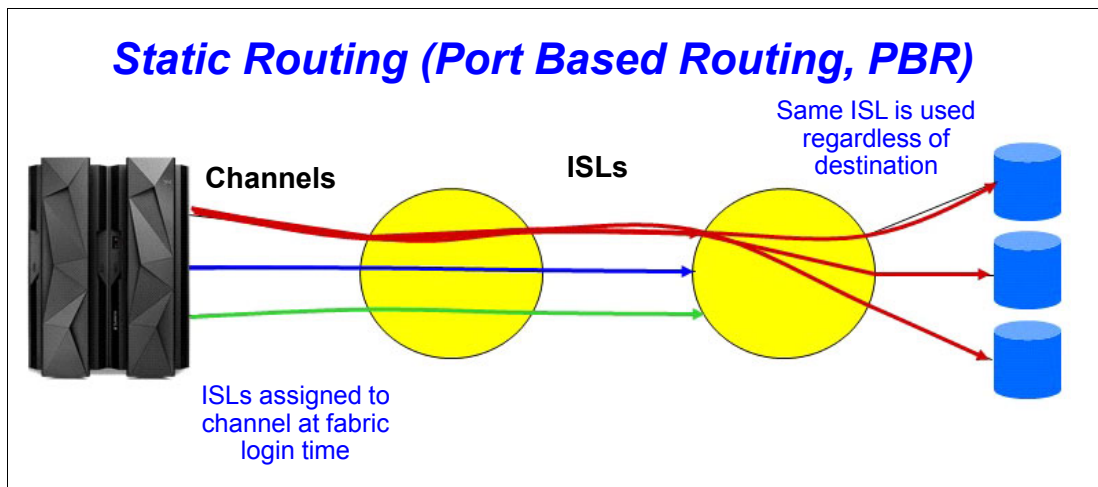 Static Routing (Port Based Routing, PBR)
Same ISL is used
regardless of
destination
Channels
ISLs
ISLs assigned to
channel at fabric
login time